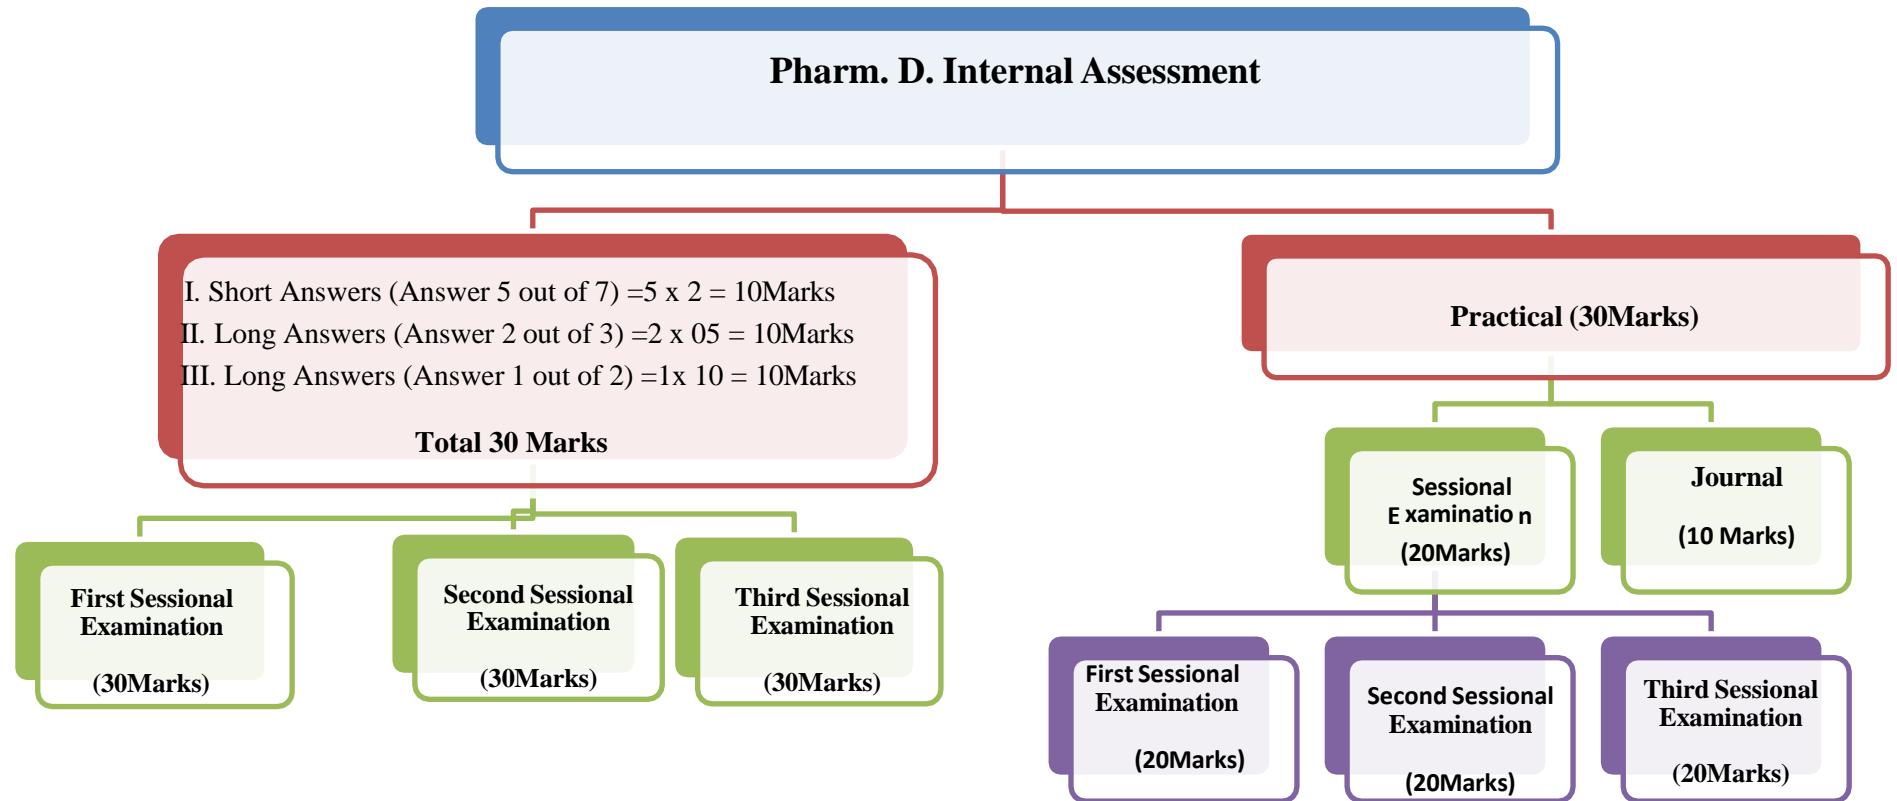 Pharm. D. Internal Assessment
I. Short Answers (Answer 5 out of 7) =5 x 2 = 10Marks
II. Long Answers (Answer 2 out of 3) =2 x 05 = 10Marks
III. Long Answers (Answer 1 out of 2) =1x 10 = 10Marks
Total 30 Marks
First Sessional
Examination
(30Marks)
Second Sessional
Examination
(30Marks)
Third Sessional
Examination
(30Marks)
Practical (30Marks)
Sessional
E xaminatio n
(20Marks)
Journal
(10 Marks)
First Sessional
Examination
(20Marks)
Second Sessional
Examination
(20Marks)
Third Sessional
Examination
(20Marks)